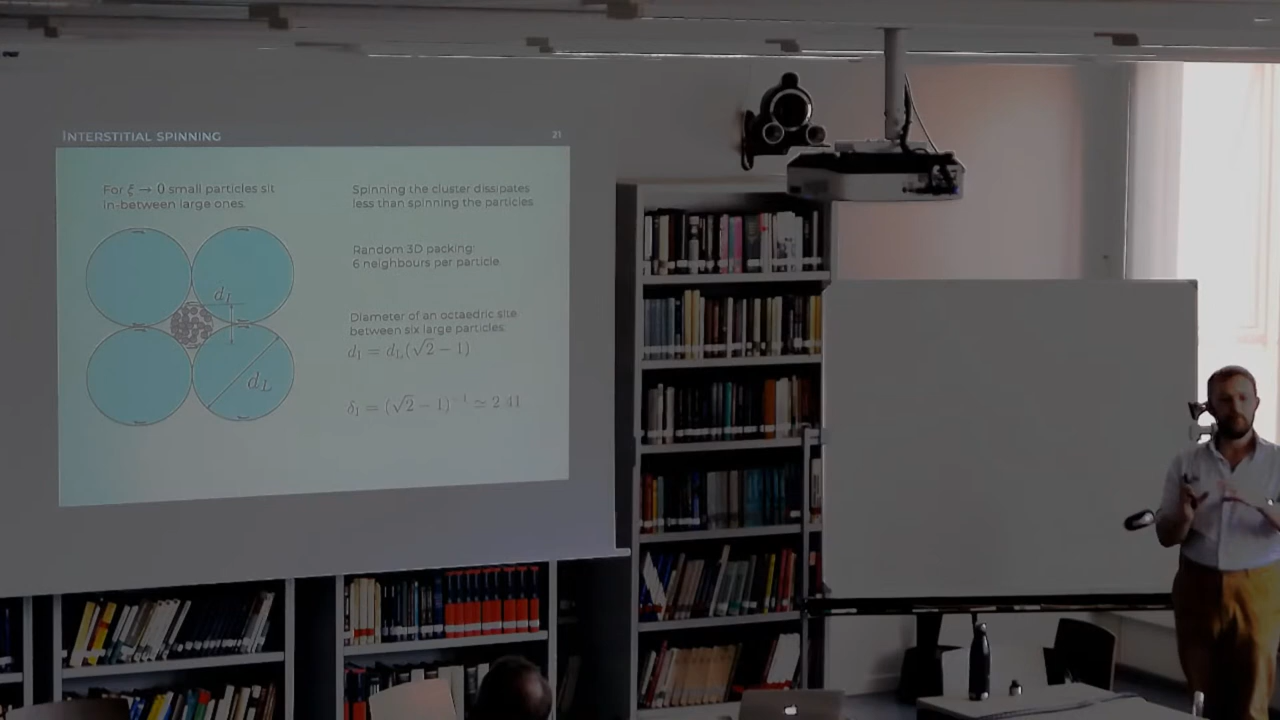 INTERSTITIAL SPINNING
21
For ξ → 0 small particles sit
in-between large ones.
d_I
d_L
Spinning the cluster dissipates
less than spinning the particles
Random 3D packing:
6 neighbours per particle
Diameter of an octaedric site
between six large particles:
d_I = d_L(√2 − 1)
δ_I = (√2 − 1)^−1 ≃ 2.41